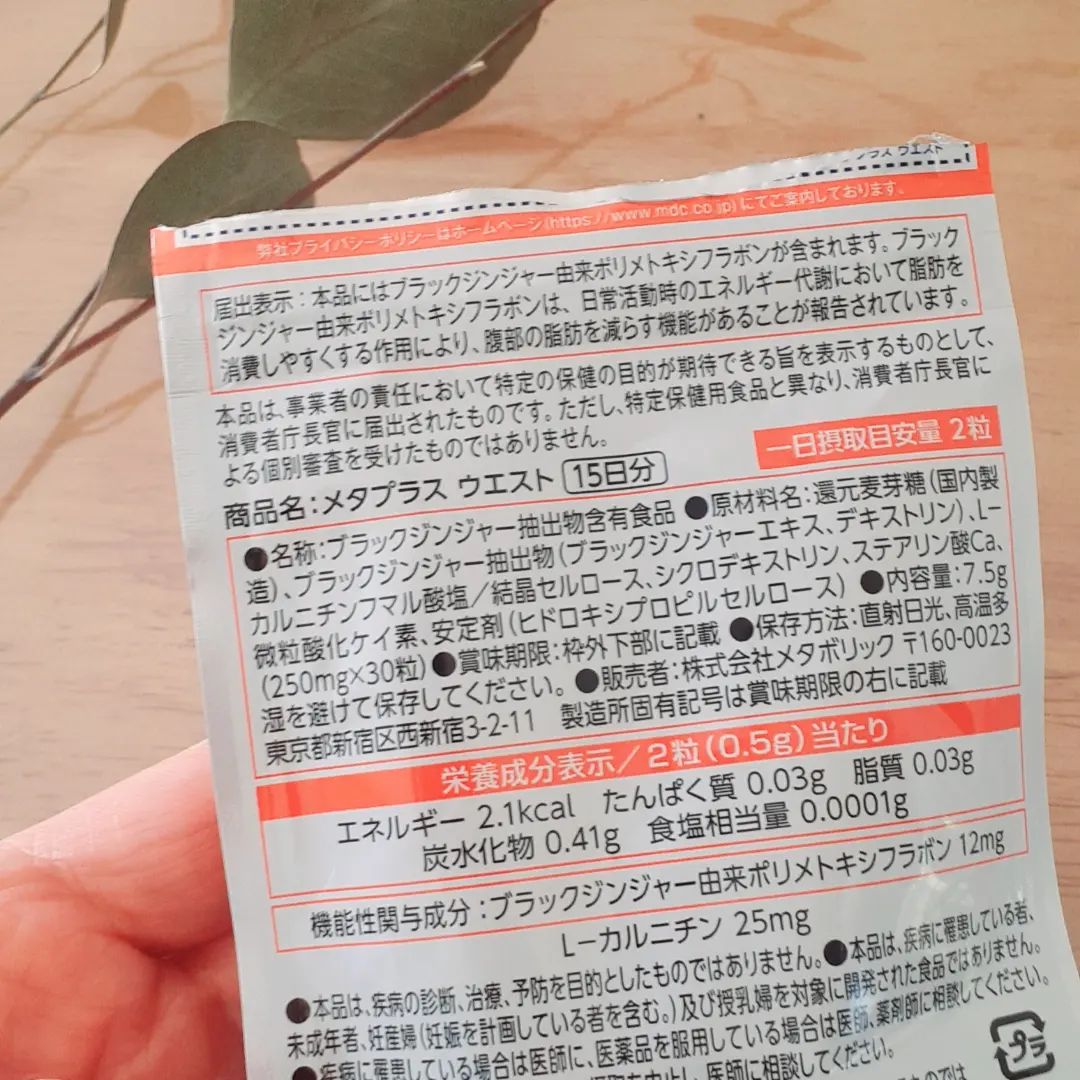 プラス ウエスト
弊社プライバシーポリシーはホームページ(https://www.mdc.co.jp)にてご案内しております。
届出表示：本品にはブラックジンジャー由来ポリメトキシフラボンが含まれます。ブラック
ジンジャー由来ポリメトキシフラボンは、日常活動時のエネルギー代謝において脂肪を
消費しやすくする作用により、腹部の脂肪を減らす機能があることが報告されています。
本品は、事業者の責任において特定の保健の目的が期待できる旨を表示するものとして、
消費者庁長官に届出されたものです。ただし、特定保健用食品と異なり、消費者庁長官に
よる個別審査を受けたものではありません。
一日摂取目安量 2粒
商品名：メタプラス ウエスト 15日分
●名称：ブラックジンジャー抽出物含有食品 ●原材料名：還元麦芽糖（国内製
造）、ブラックジンジャー抽出物（ブラックジンジャーエキス、デキストリン）、L-
カルニチンフマル酸塩／結晶セルロース、シクロデキストリン、ステアリン酸Ca、
微粒酸化ケイ素、安定剤（ヒドロキシプロピルセルロース） ●内容量：7.5g
(250mg×30粒) ●賞味期限：枠外下部に記載 ●保存方法：直射日光、高温多
湿を避けて保存してください。 ●販売者：株式会社メタボリック 〒160-0023
東京都新宿区西新宿3-2-11 製造所固有記号は賞味期限の右に記載
栄養成分表示／2粒(0.5g)当たり
エネルギー 2.1kcal たんぱく質 0.03g 脂質 0.03g
炭水化物 0.41g 食塩相当量 0.0001g
機能性関与成分：ブラックジンジャー由来ポリメトキシフラボン 12mg
L-カルニチン 25mg
●本品は、疾病の診断、治療、予防を目的としたものではありません。●本品は、疾病に罹患している者、
未成年者、妊産婦（妊娠を計画している者を含む。）及び授乳婦を対象に開発された食品ではありません。
●疾病に罹患している場合は医師に、医薬品を服用している場合は医師、薬剤師に相談してください。
摂取を中止し、医師に相談してください。
プラ